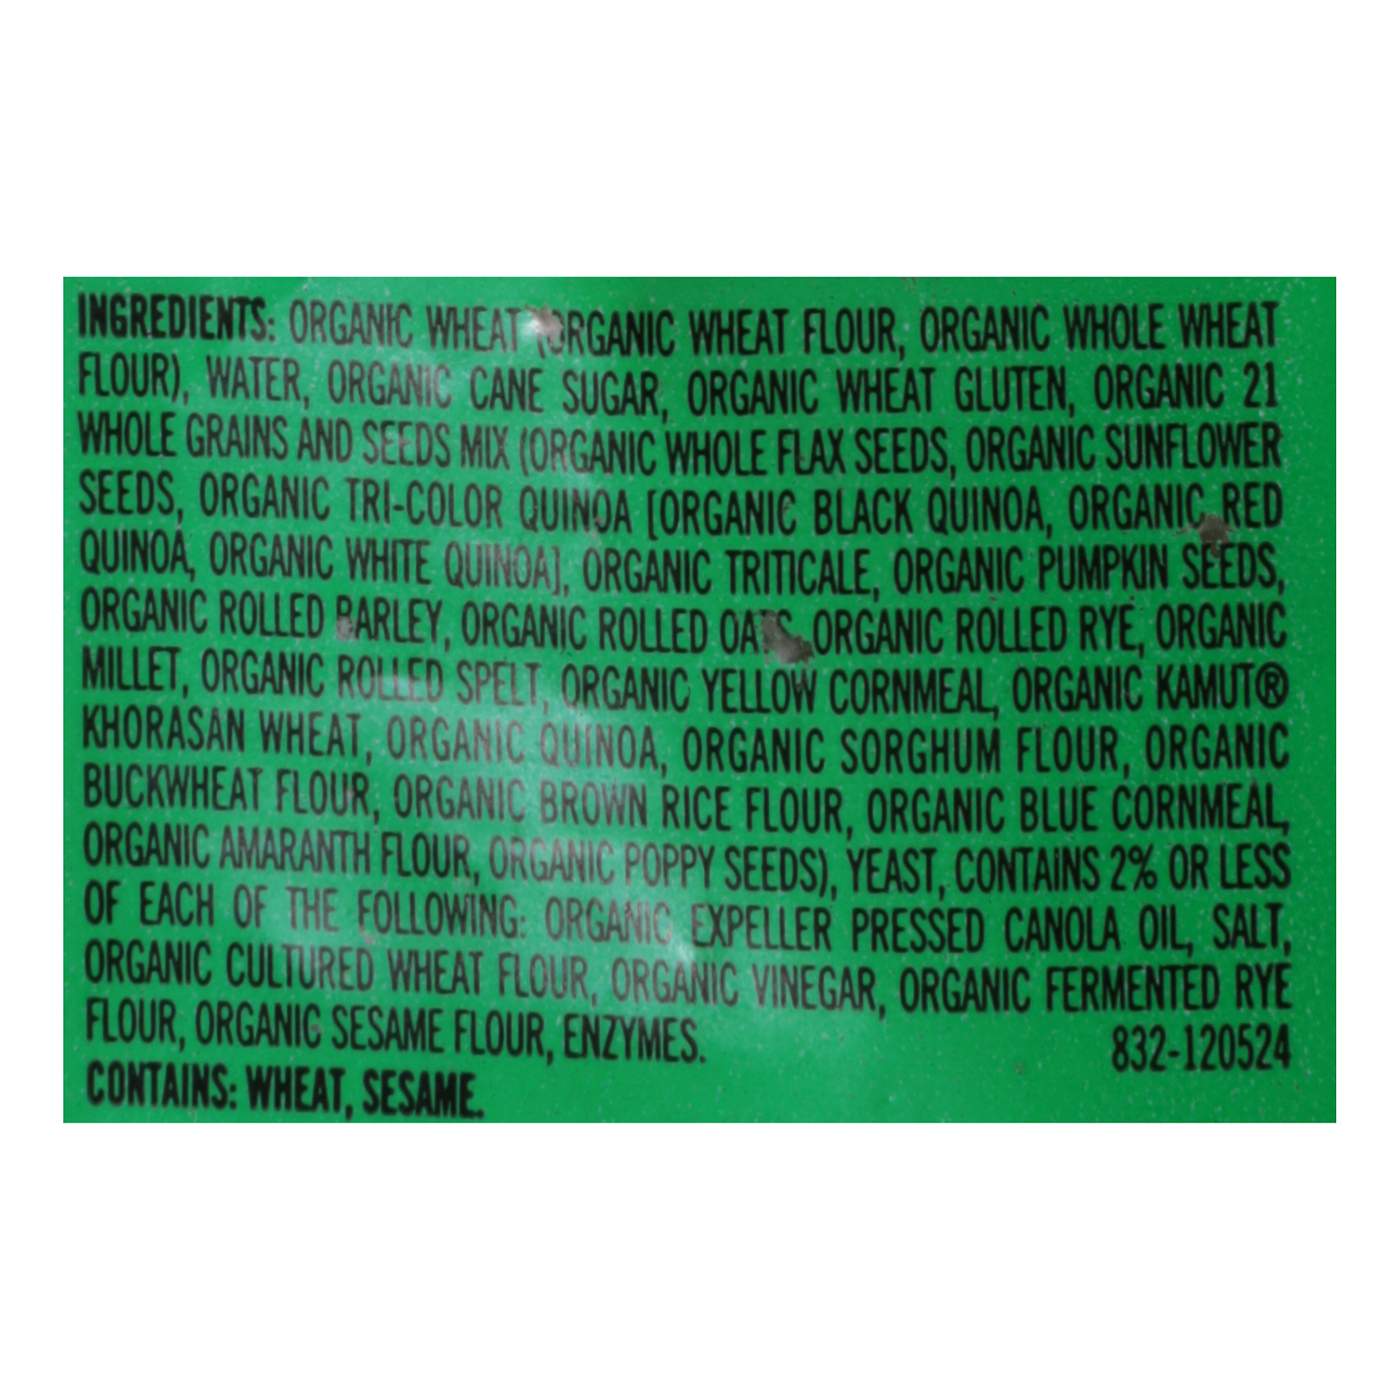 INGREDIENTS: ORGANIC WHEAT (ORGANIC WHEAT FLOUR, ORGANIC WHOLE WHEAT
FLOUR), WATER, ORGANIC CANE SUGAR, ORGANIC WHEAT GLUTEN, ORGANIC 21
WHOLE GRAINS AND SEEDS MIX (ORGANIC WHOLE FLAX SEEDS, ORGANIC SUNFLOWER
SEEDS, ORGANIC TRI-COLOR QUINOA [ORGANIC BLACK QUINOA, ORGANIC RED
QUINOA, ORGANIC WHITE QUINOA], ORGANIC TRITICALE, ORGANIC PUMPKIN SEEDS,
ORGANIC ROLLED BARLEY, ORGANIC ROLLED OATS, ORGANIC ROLLED RYE, ORGANIC
MILLET, ORGANIC ROLLED SPELT, ORGANIC YELLOW CORNMEAL, ORGANIC KAMUT®
KHORASAN WHEAT, ORGANIC QUINOA, ORGANIC SORGHUM FLOUR, ORGANIC
BUCKWHEAT FLOUR, ORGANIC BROWN RICE FLOUR, ORGANIC BLUE CORNMEAL,
ORGANIC AMARANTH FLOUR, ORGANIC POPPY SEEDS), YEAST, CONTAINS 2% OR LESS
OF EACH OF THE FOLLOWING: ORGANIC EXPELLER PRESSED CANOLA OIL, SALT,
ORGANIC CULTURED WHEAT FLOUR, ORGANIC VINEGAR, ORGANIC FERMENTED RYE
FLOUR, ORGANIC SESAME FLOUR, ENZYMES. 832-120524
CONTAINS: WHEAT, SESAME.